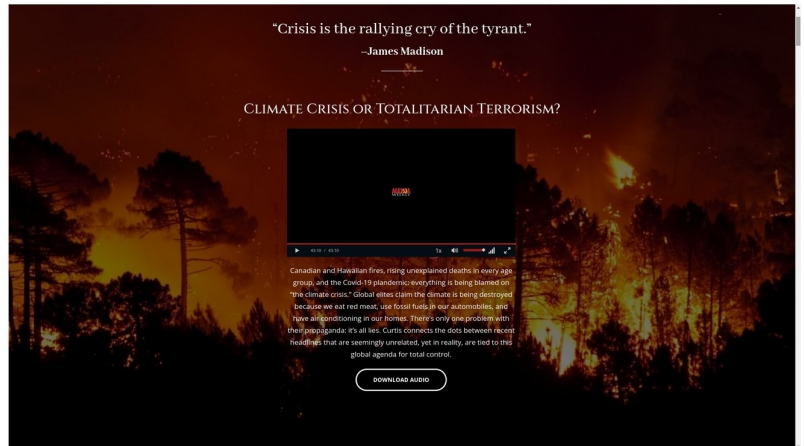 “Crisis is the rallying cry of the tyrant.”
–James Madison
Climate Crisis or Totalitarian Terrorism?
45:10 / 45:10
1x
Canadian and Hawaiian fires, rising unexplained deaths in every age
group, and the Covid-19 plandemic: everything is being blamed on
“the climate crisis.” Global elites claim the climate is being destroyed
because we eat red meat, use fossil fuels in our automobiles, and
have air conditioning in our homes. There’s only one problem with
their propaganda: it’s all lies. Curtis connects the dots between recent
headlines that are seemingly unrelated, yet in reality, are tied to this
global agenda for total control.
DOWNLOAD AUDIO